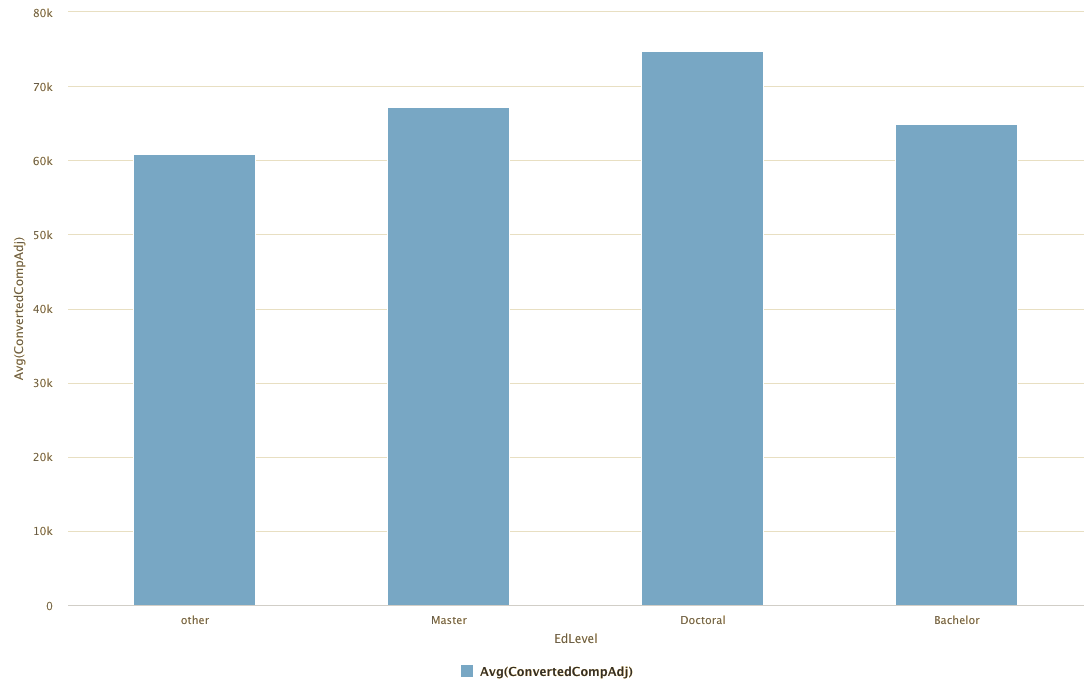 80k
70k
60k
50k
40k
30k
20k
10k
0
Avg(ConvertedCompAdj)
other
Master
Doctoral
Bachelor
EdLevel
Avg(ConvertedCompAdj)